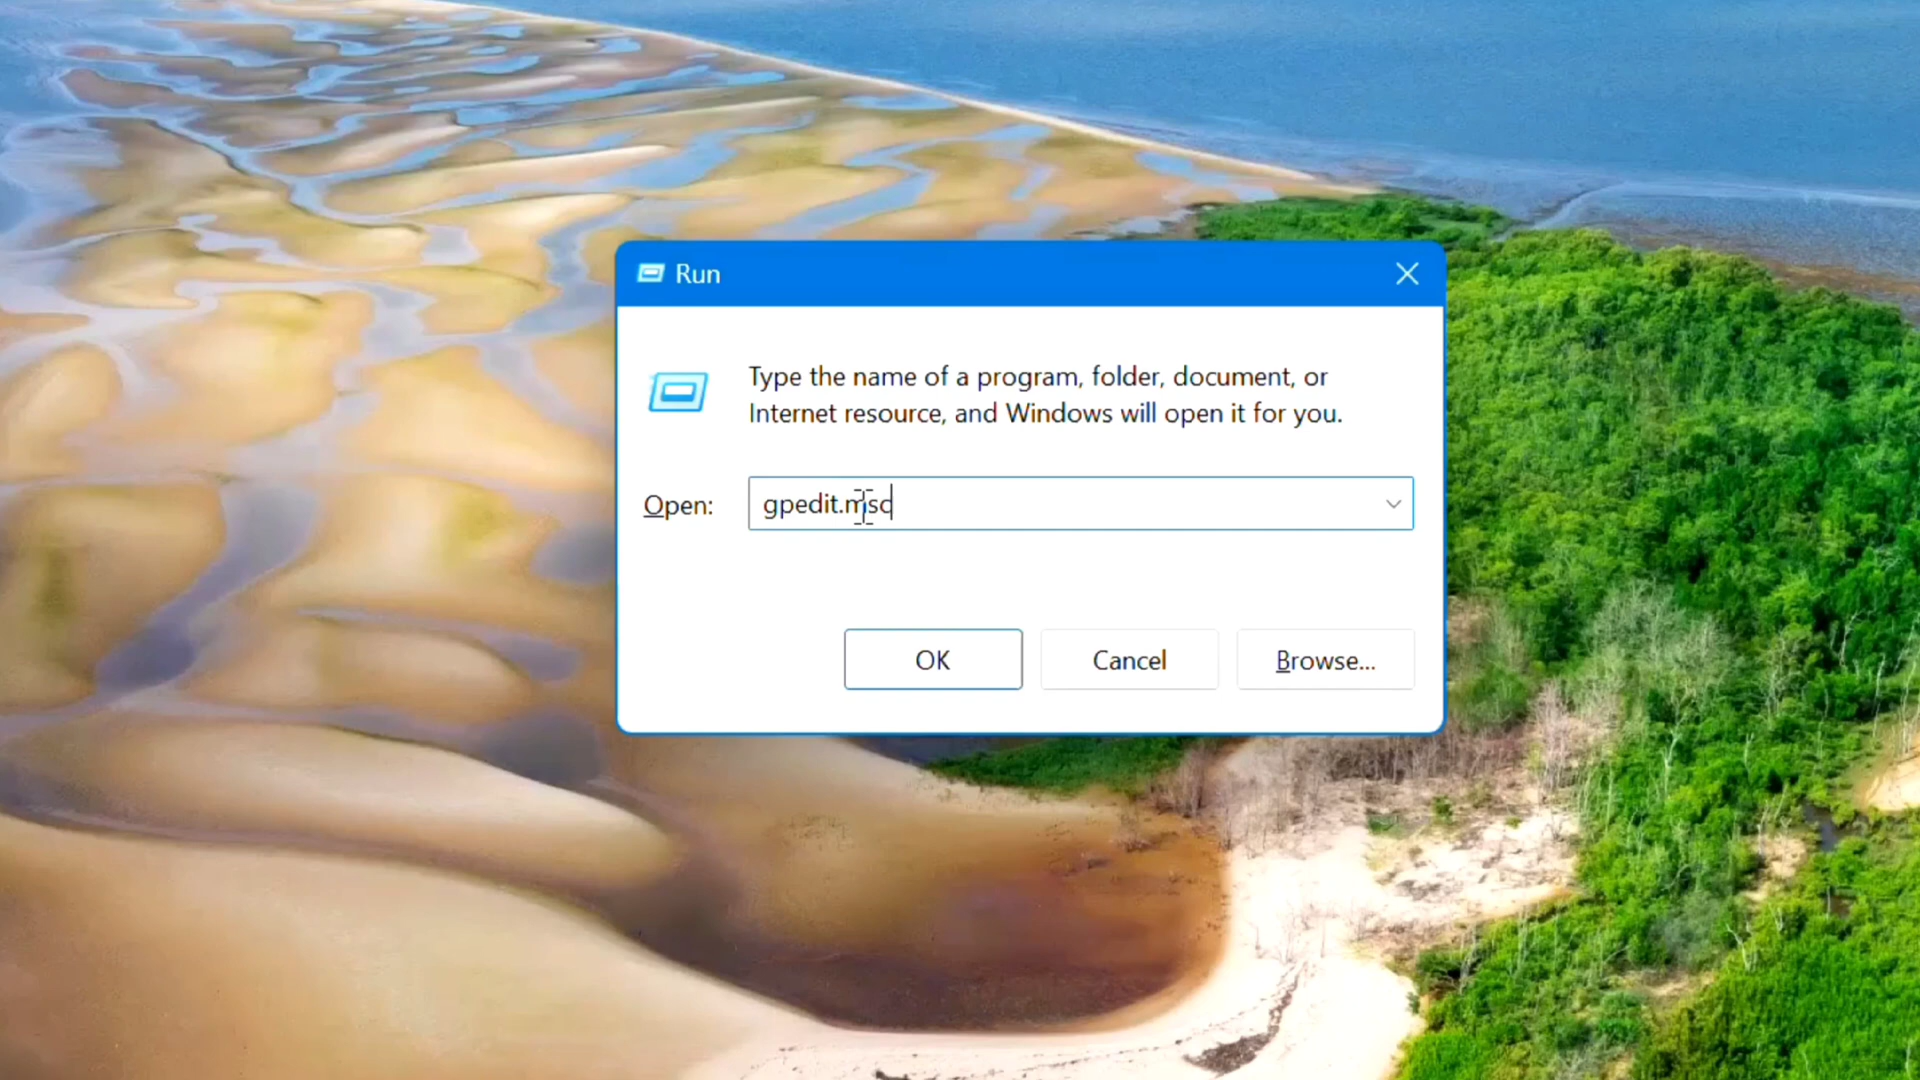 Run
Type the name of a program, folder, document, or
Internet resource, and Windows will open it for you.
Open: gpedit.msc
OK Cancel Browse...